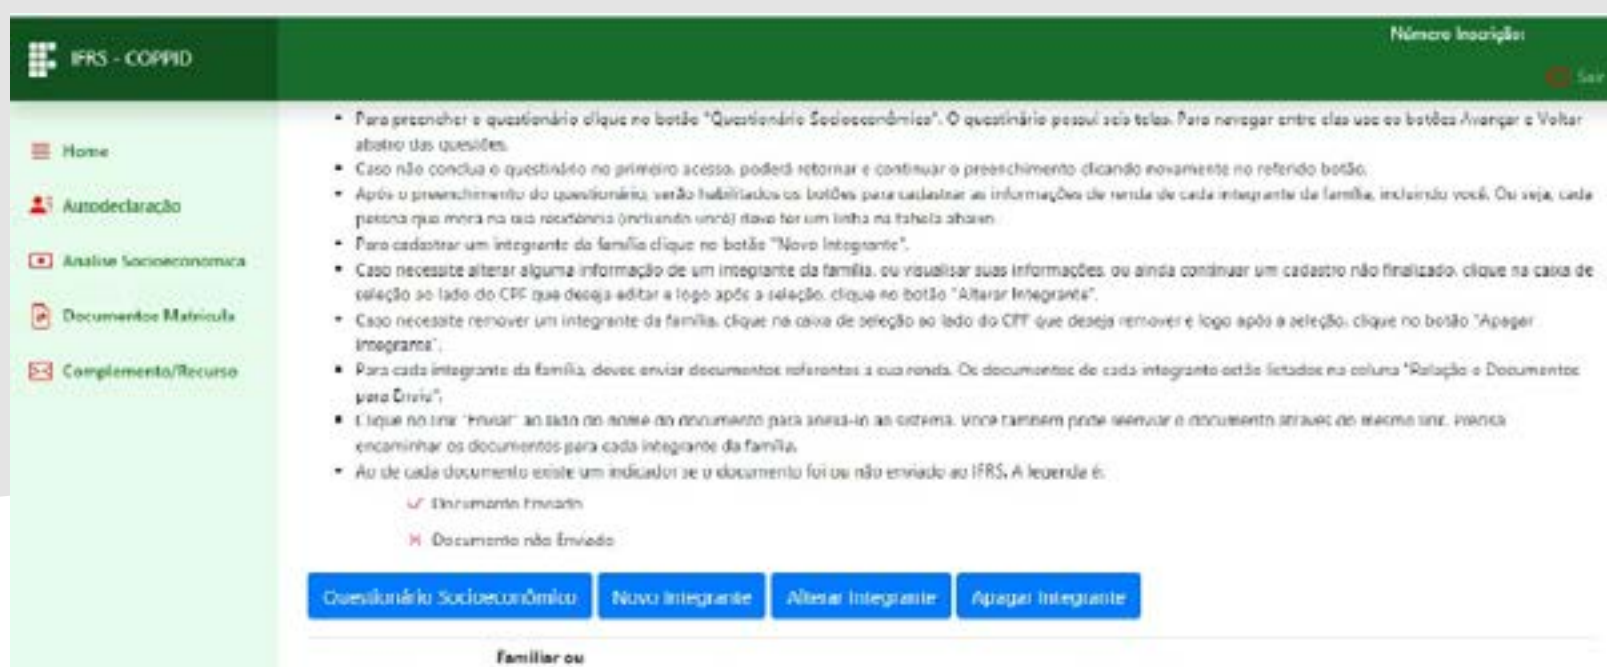 Número Inscrição:
IFRS - COPPID
Sair
Home
Autodeclaração
Analise Socioeconomica
Documentos Matricula
Complemento/Recurso
Para preencher o questionário clique no botão "Questionário Socioeconômico". O questinário possui seis telas. Para navegar entre elas use os botões Avançar e Voltar
abaixo das questões.
Caso não conclua o questinário no primeiro acesso, poderá retornar e continuar o preenchimento clicando novamente no referido botão.
Após o preenchimento do questionário, serão habilitados os botões para cadastrar as informações de renda de cada integrante da família, incluindo você. Ou seja, cada
pessoa que mora na sua residência (incluindo você) deve ter um linha na tabela abaixo.
Para cadastrar um integrante da família clique no botão "Novo Integrante".
Caso necessite alterar alguma informação de um integrante da família, ou visualisar suas informações, ou ainda continuar um cadastro não finalizado, clique na caixa de
seleção ao lado do CPF que deseja editar e logo após a seleção, clique no botão "Alterar Integrante".
Caso necessite remover um integrante da família, clique na caixa de seleção ao lado do CPF que deseja remover e logo após a seleção, clique no botão "Apagar
Integrante".
Para cada integrante da família, deves enviar documentos referentes a sua renda. Os documentos de cada integrante estão listados na coluna "Relação e Documentos
para Envio".
Clique no link "Enviar" ao lado do nome do documento para anexá-lo ao sistema. Você também pode reenviar o documento através do mesmo link. Precisa
encaminhar os documentos para cada integrante da família.
Ao de cada documento existe um indicador se o documento foi ou não enviado ao IFRS. A legenda é:
Documento Enviado
Documento não Enviado
Questionário Socioeconômico
Novo Integrante
Alterar Integrante
Apagar Integrante
Familiar ou